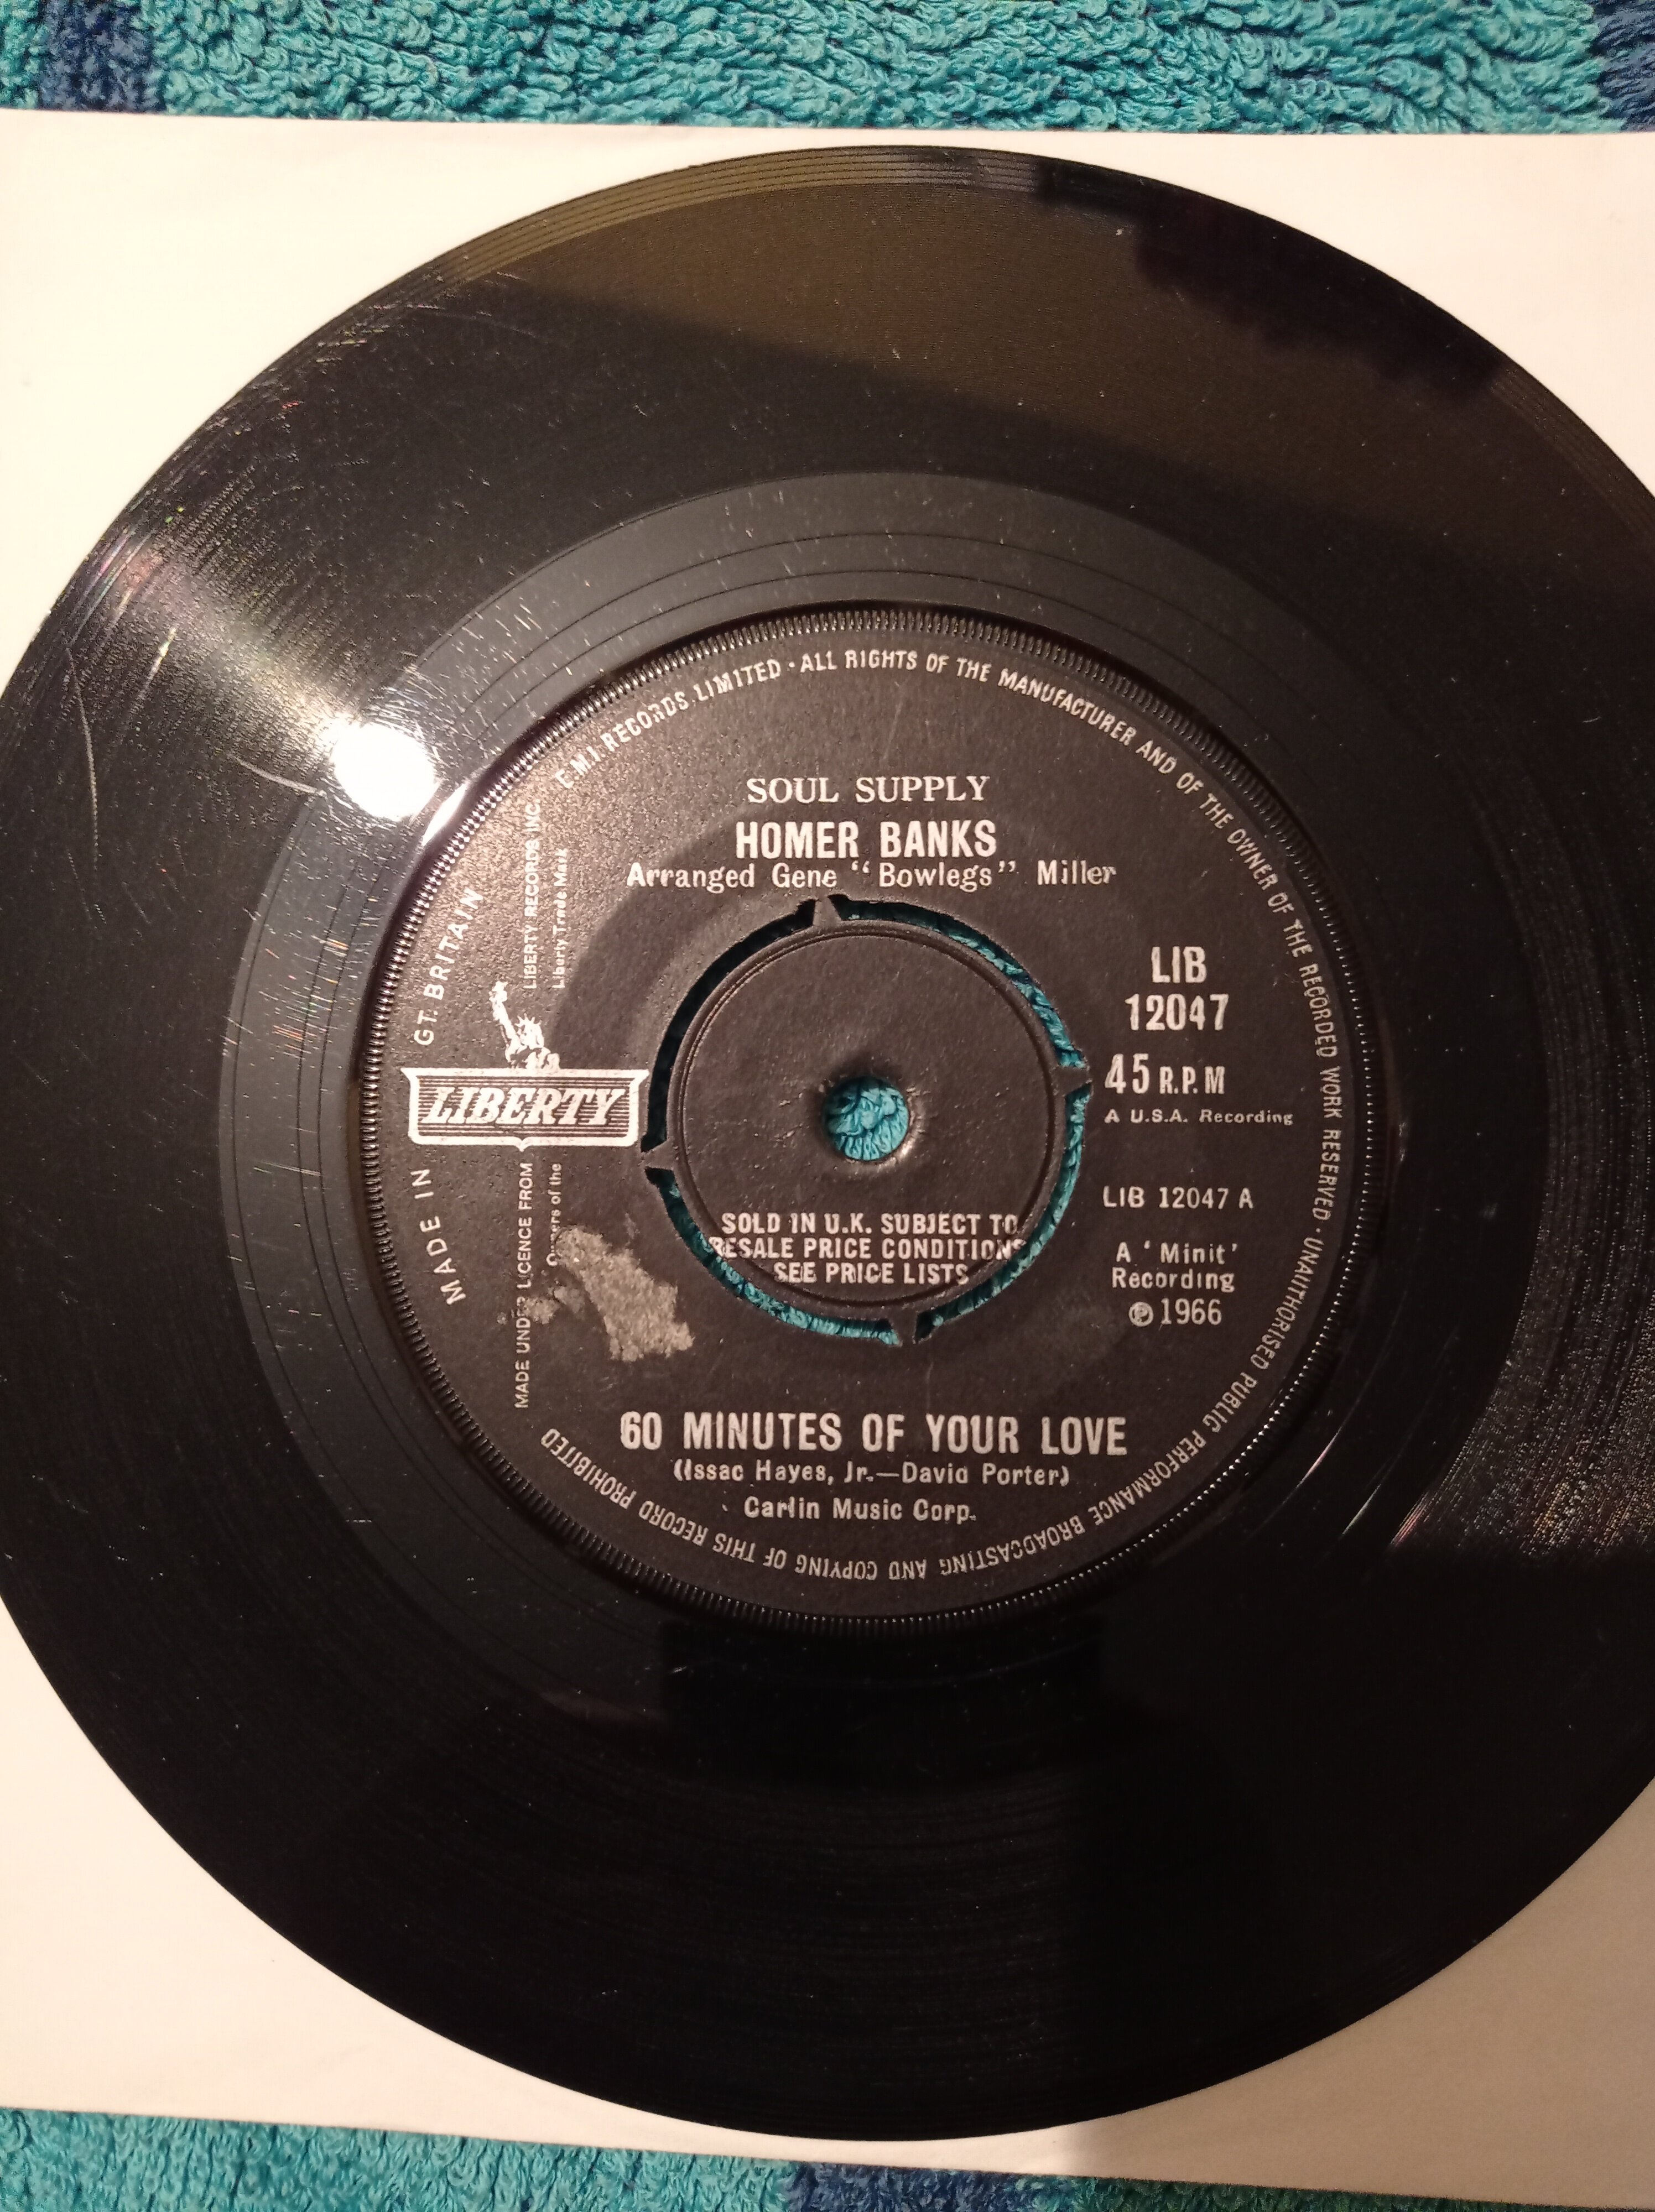 E.M.I. RECORDS LIMITED · ALL RIGHTS OF THE MANUFACTURER AND OF THE OWNER OF THE RECORDED WORK RESERVED · UNAUTHORISED PUBLIC PERFORMANCE BROADCASTING AND COPYING OF THIS RECORD PROHIBITED
SOUL SUPPLY
HOMER BANKS
Arranged Gene “Bowlegs” Miller
MADE IN GT. BRITAIN
LIBERTY
MADE UNDER LICENCE FROM LIBERTY RECORDS INC.
Owners of the Liberty Trade Mark
LIB
12047
45 R.P.M
A U.S.A. Recording
LIB 12047 A
A ‘Minit’
Recording
℗ 1966
SOLD IN U.K. SUBJECT TO
RESALE PRICE CONDITIONS
SEE PRICE LISTS
60 MINUTES OF YOUR LOVE
(Issac Hayes, Jr.—David Porter)
Carlin Music Corp.